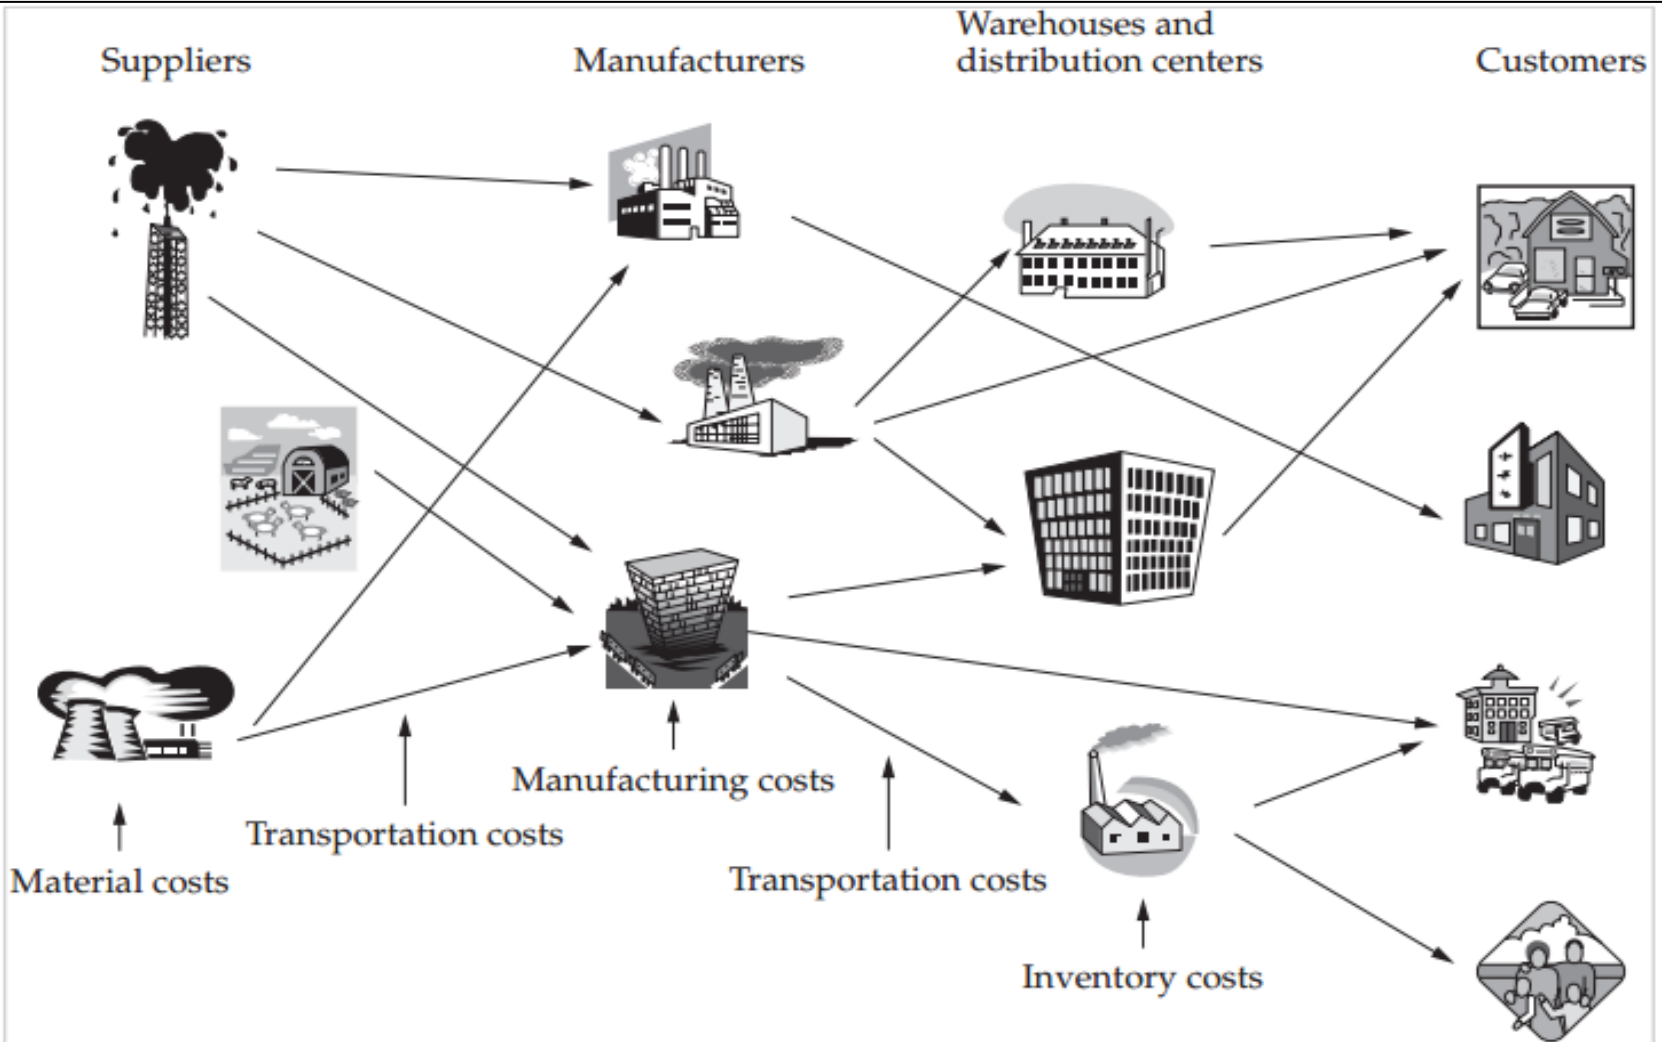 Suppliers
Manufacturers
Warehouses and
distribution centers
Customers
Manufacturing costs
Transportation costs
Material costs
Transportation costs
Inventory costs